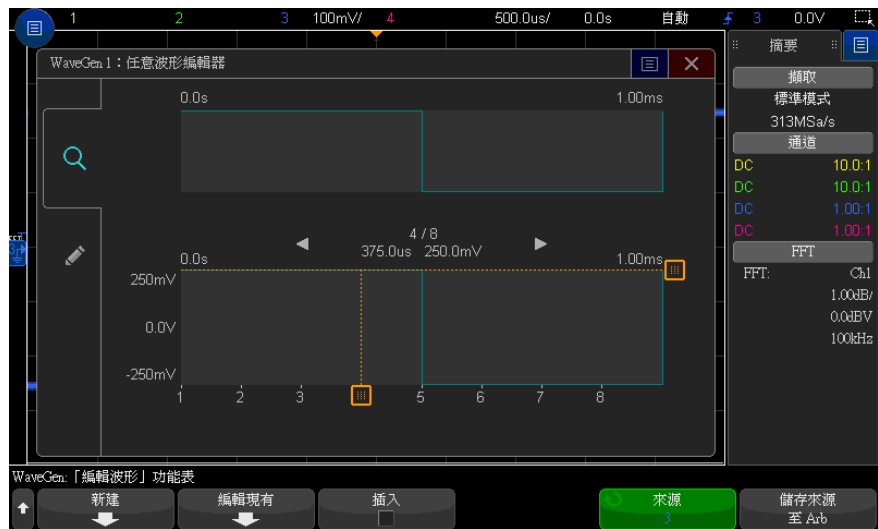 1 2 3 100mV/ 4 500.0us/ 0.0s 自動 3 0.0V
摘要
WaveGen 1：任意波形編輯器
擷取
標準模式
313MSa/s
通道
DC 10.0:1
DC 10.0:1
DC 1.00:1
DC 1.00:1
FFT
FFT: Ch1
1.00dB/
0.0dBV
100kHz
0.0s 1.00ms
4 / 8
375.0us 250.0mV
0.0s 1.00ms
250mV
0.0V
-250mV
1 2 3 5 6 7 8
WaveGen:「編輯波形」功能表
新建
編輯現有
插入
來源
3
儲存來源
至 Arb